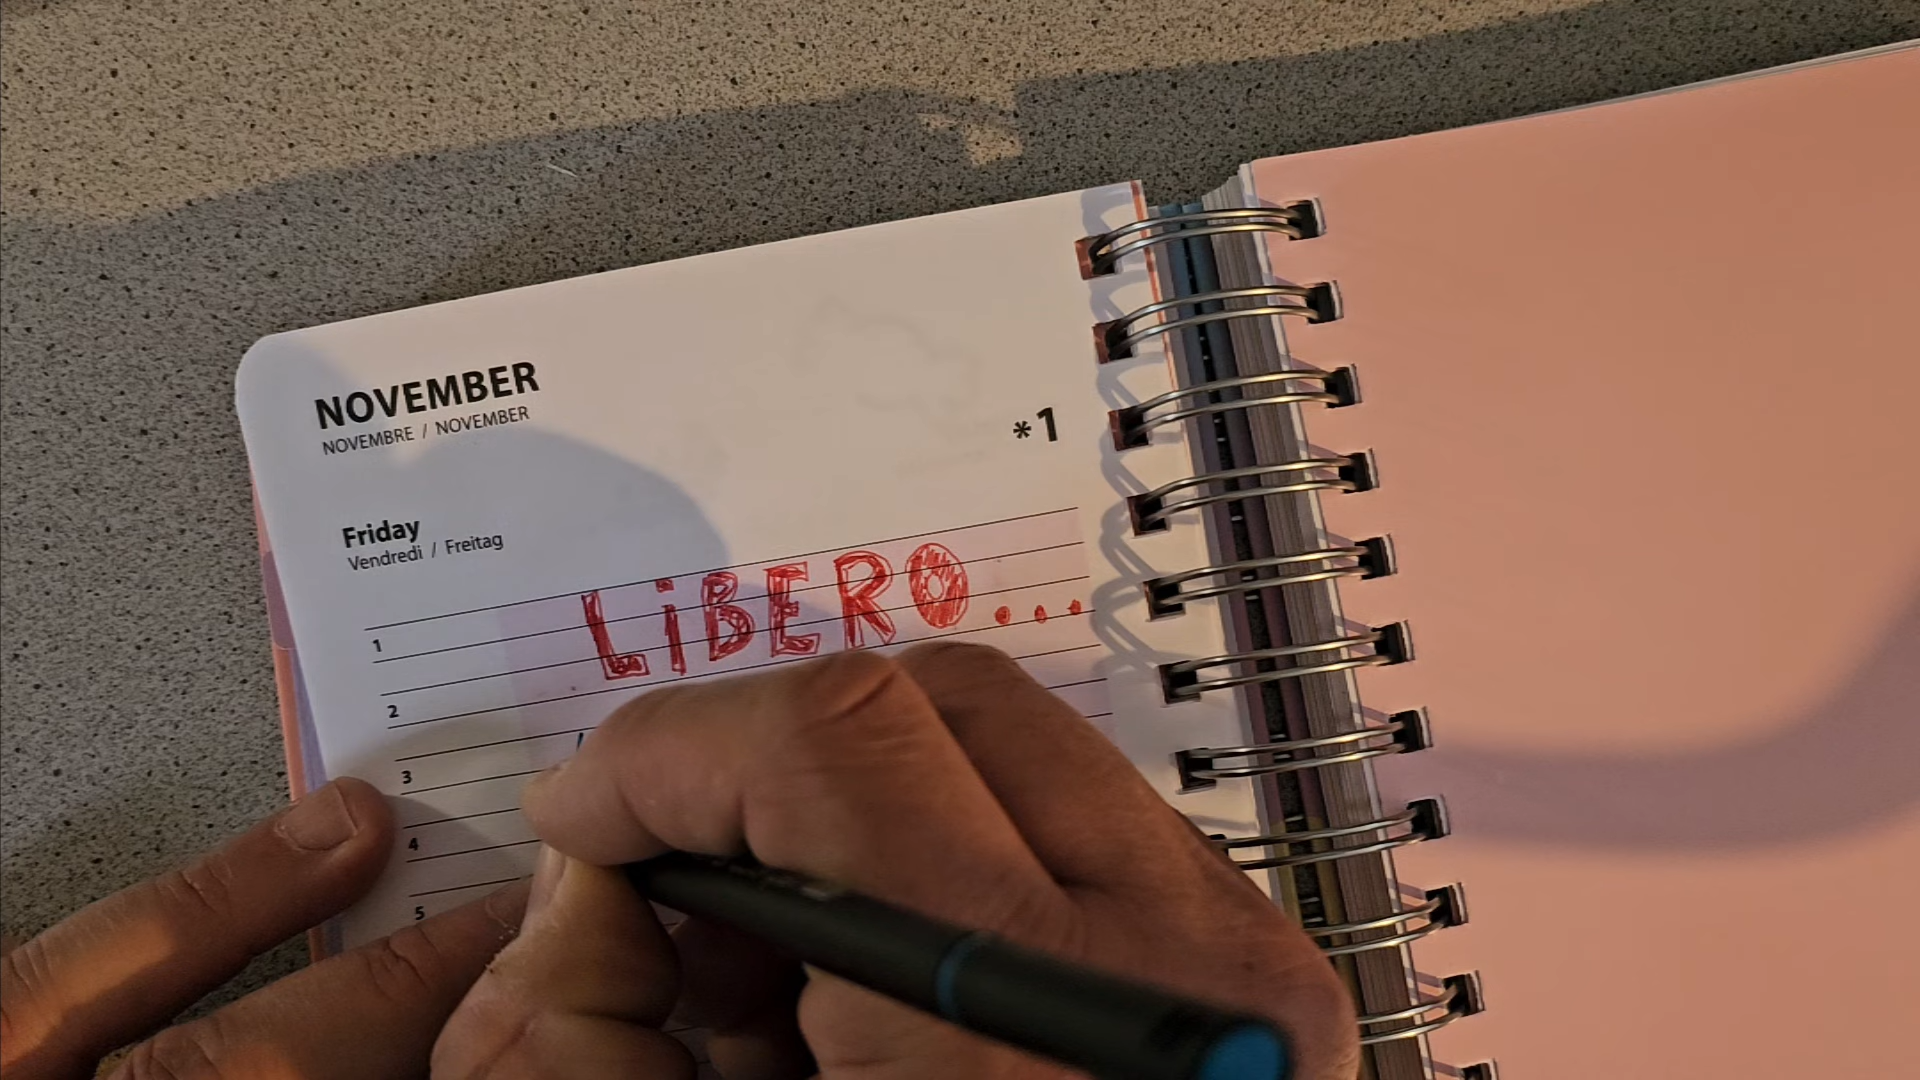 NOVEMBER
NOVEMBRE / NOVEMBER
*1
Friday
Vendredi / Freitag
LiBERO...
1
2
3
4
5